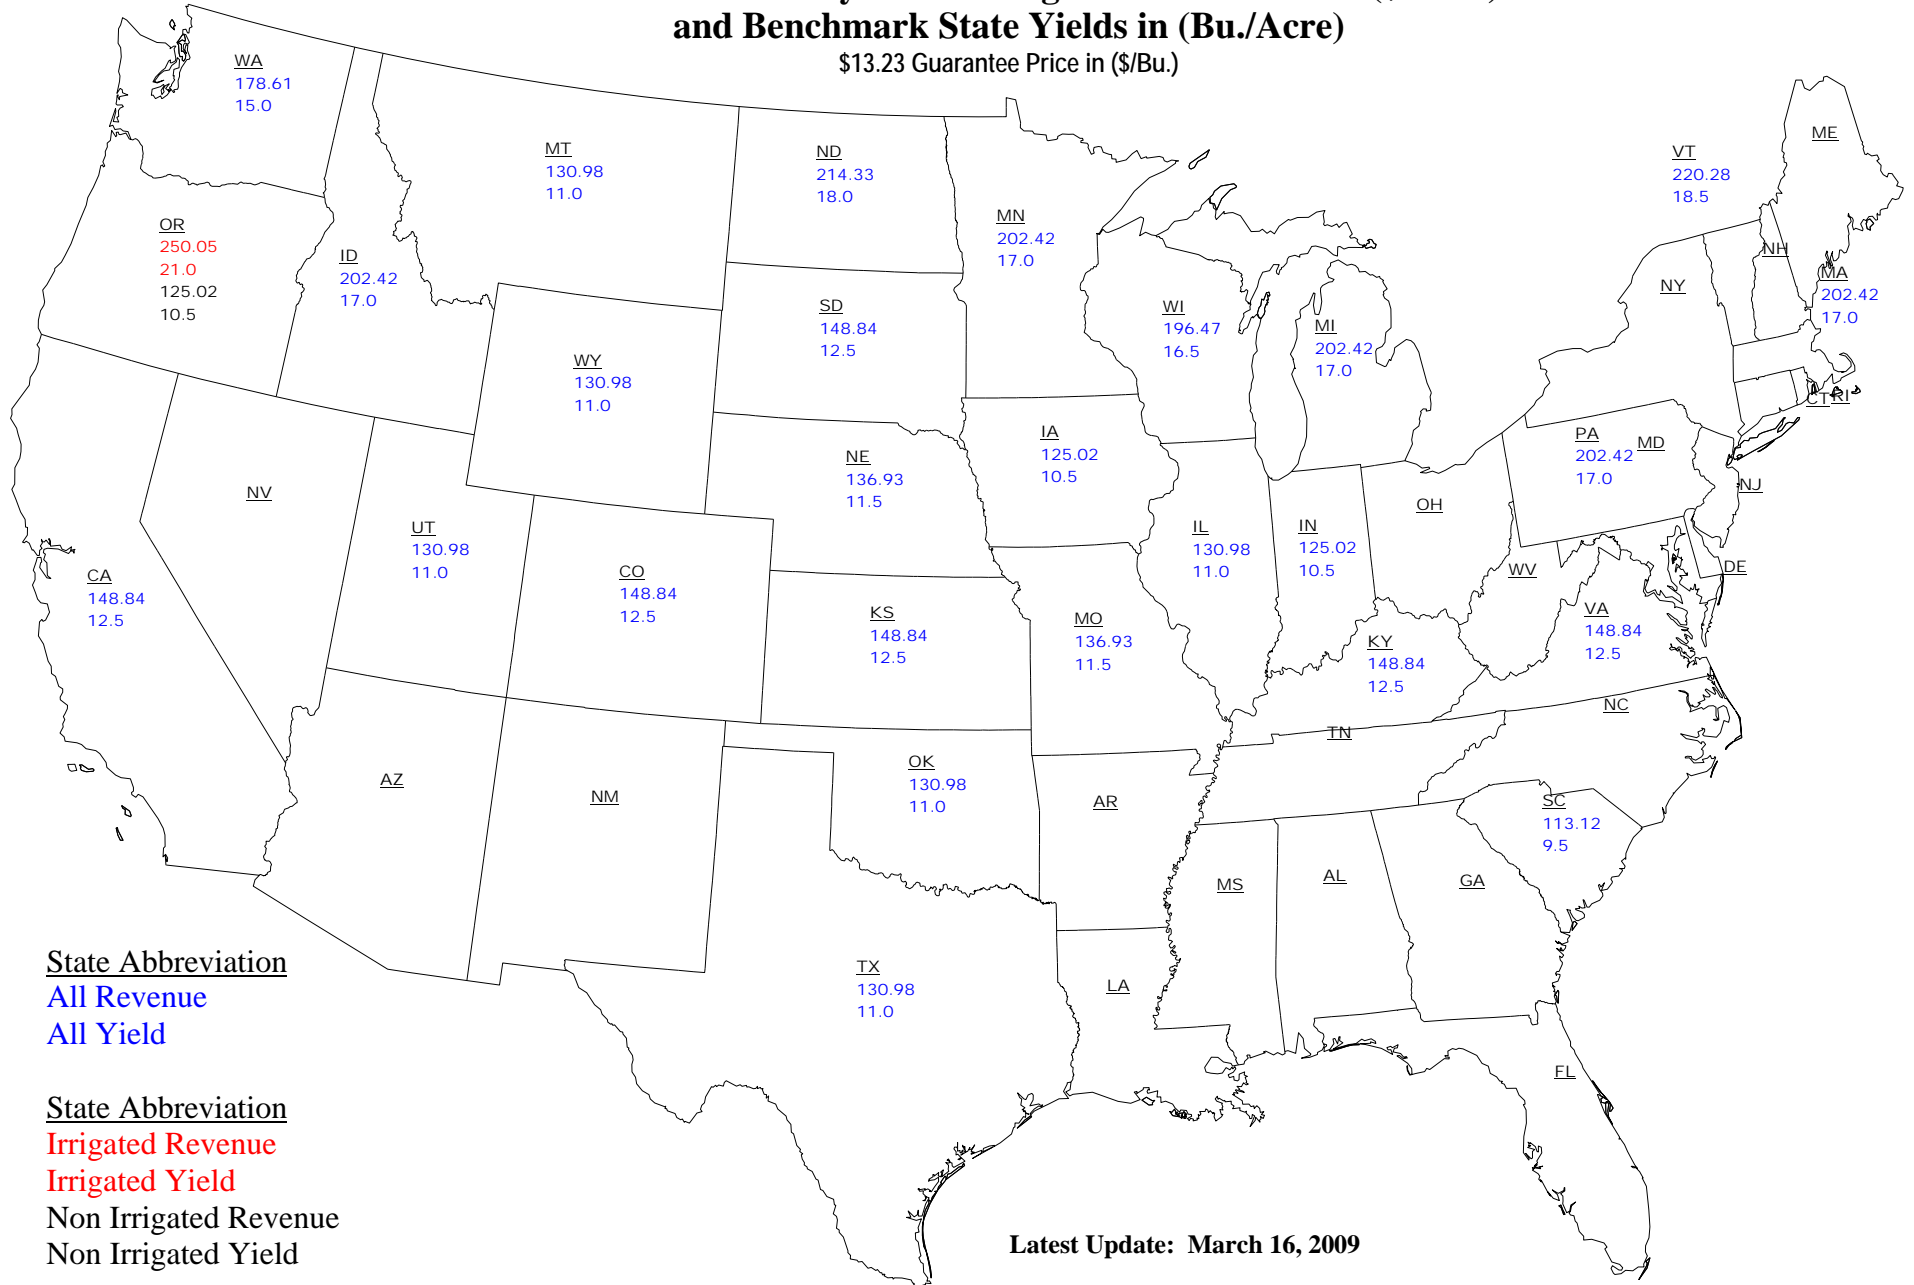 and Benchmark State Yields in (Bu./Acre)
$13.23 Guarantee Price in ($/Bu.)
WA
178.61
15.0
OR
250.05
21.0
125.02
10.5
ID
202.42
17.0
MT
130.98
11.0
WY
130.98
11.0
ND
214.33
18.0
SD
148.84
12.5
NE
136.93
11.5
MN
202.42
17.0
IA
125.02
10.5
WI
196.47
16.5
MI
202.42
17.0
VT
220.28
18.5
ME
NH
MA
202.42
17.0
NY
CT
RI
PA
202.42
17.0
MD
NJ
DE
CA
148.84
12.5
NV
UT
130.98
11.0
CO
148.84
12.5
KS
148.84
12.5
MO
136.93
11.5
IL
130.98
11.0
IN
125.02
10.5
OH
WV
VA
148.84
12.5
KY
148.84
12.5
TN
NC
AZ
NM
OK
130.98
11.0
AR
SC
113.12
9.5
MS
AL
GA
TX
130.98
11.0
LA
FL
State Abbreviation
All Revenue
All Yield
State Abbreviation
Irrigated Revenue
Irrigated Yield
Non Irrigated Revenue
Non Irrigated Yield
Latest Update: March 16, 2009